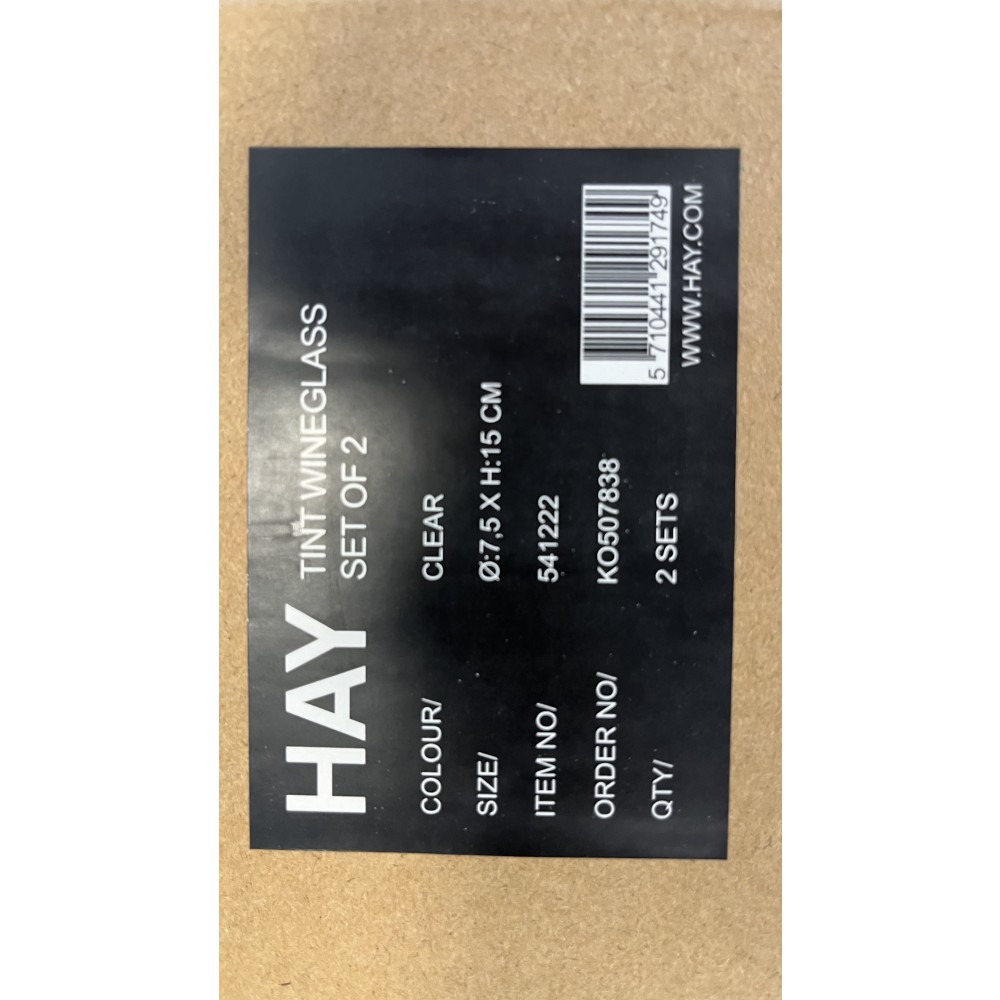 HAY
TINT WINEGLASS
SET OF 2
COLOUR/ CLEAR
SIZE/ Ø:7,5 X H:15 CM
ITEM NO/ 541222
ORDER NO/ KO507838
QTY/ 2 SETS
5 710441 291749
WWW.HAY.COM